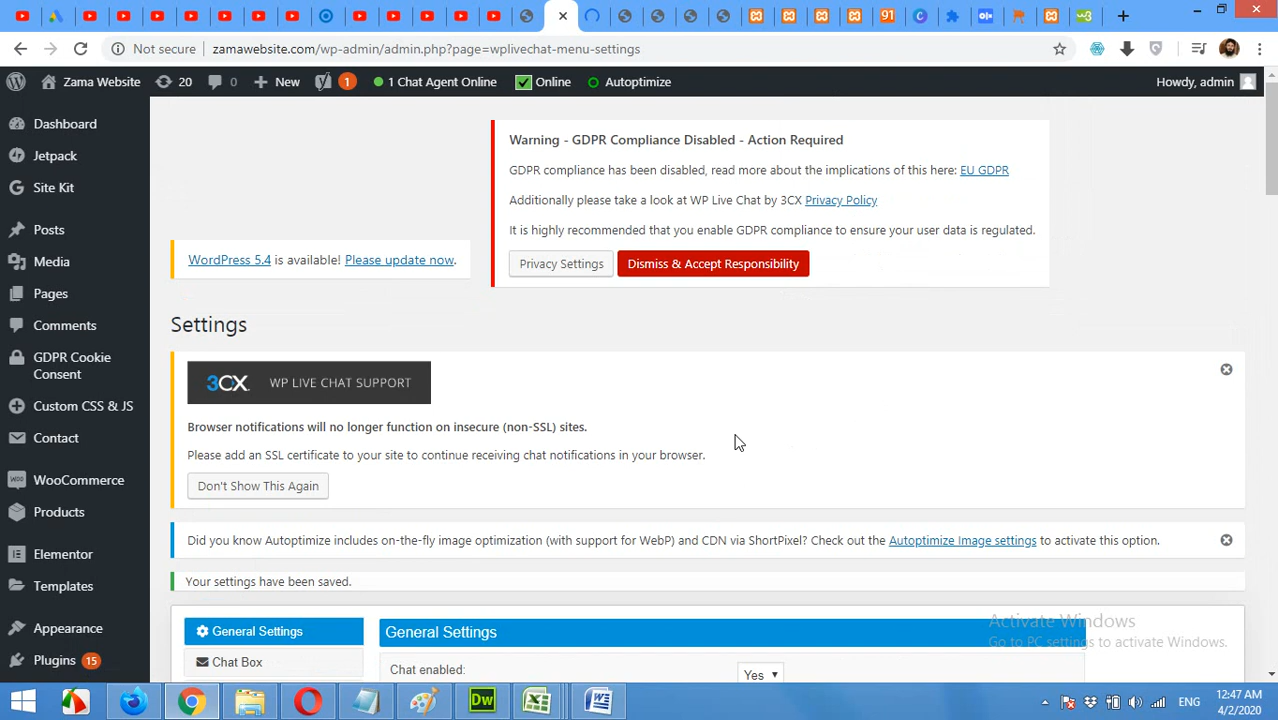 91
Not secure
zamawebsite.com/wp-admin/admin.php?page=wplivechat-menu-settings
Zama Website
20
0
New
1
1 Chat Agent Online
Online
Autoptimize
Howdy, admin
Dashboard
Jetpack
Site Kit
Posts
Media
Pages
Comments
GDPR Cookie
Consent
Custom CSS & JS
Contact
WooCommerce
Products
Elementor
Templates
Appearance
Plugins 15
Warning - GDPR Compliance Disabled - Action Required
GDPR compliance has been disabled, read more about the implications of this here: EU GDPR
Additionally please take a look at WP Live Chat by 3CX Privacy Policy
It is highly recommended that you enable GDPR compliance to ensure your user data is regulated.
Privacy Settings
Dismiss & Accept Responsibility
WordPress 5.4 is available! Please update now.
Settings
3CX WP LIVE CHAT SUPPORT
Browser notifications will no longer function on insecure (non-SSL) sites.
Please add an SSL certificate to your site to continue receiving chat notifications in your browser.
Don't Show This Again
Did you know Autoptimize includes on-the-fly image optimization (with support for WebP) and CDN via ShortPixel? Check out the Autoptimize Image settings to activate this option.
Your settings have been saved.
General Settings
Chat Box
General Settings
Chat enabled:
Yes
Activate Windows
Go to PC settings to activate Windows.
Dw
ENG
12:47 AM
4/2/2020